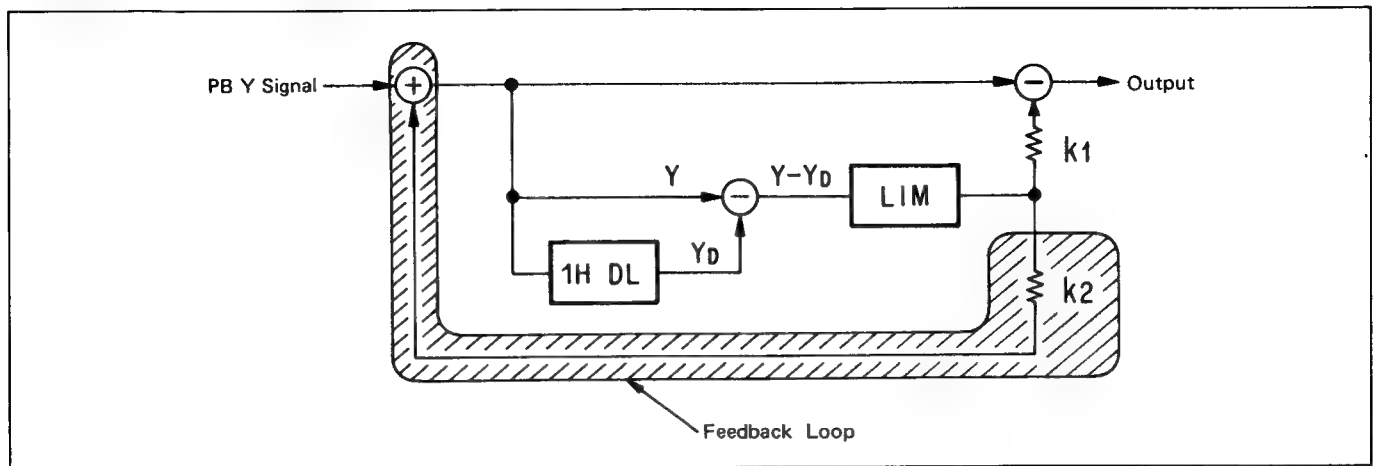 PB Y Signal
+
−
Output
k1
Y
−
Y−YD
LIM
1H DL
YD
k2
Feedback Loop